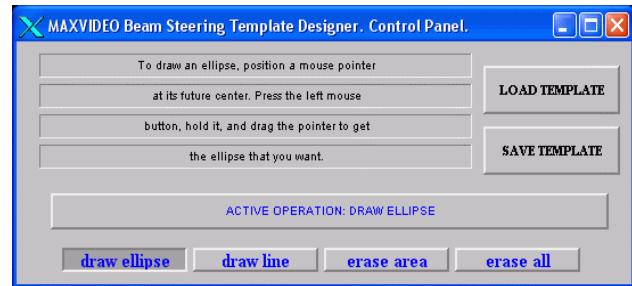 MAXVIDEO Beam Steering Template Designer. Control Panel.
To draw an ellipse, position a mouse pointer
at its future center. Press the left mouse
button, hold it, and drag the pointer to get
the ellipse that you want.
LOAD TEMPLATE
SAVE TEMPLATE
ACTIVE OPERATION: DRAW ELLIPSE
draw ellipse draw line erase area erase all